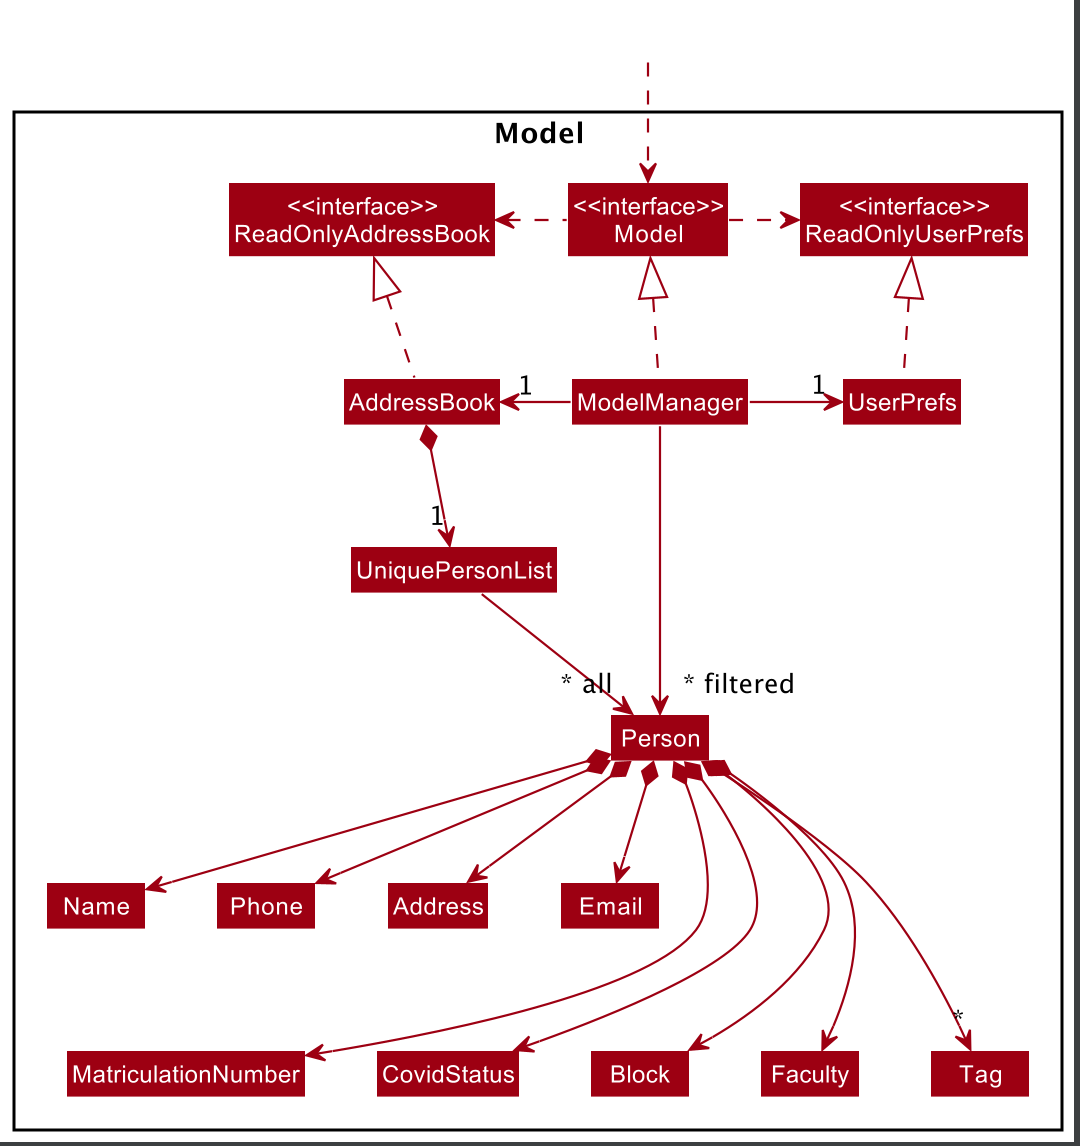 Model
<<interface>>
ReadOnlyAddressBook
<<interface>>
Model
<<interface>>
ReadOnlyUserPrefs
AddressBook
1
ModelManager
1
UserPrefs
1
UniquePersonList
* all
* filtered
Person
Name
Phone
Address
Email
*
MatriculationNumber
CovidStatus
Block
Faculty
Tag